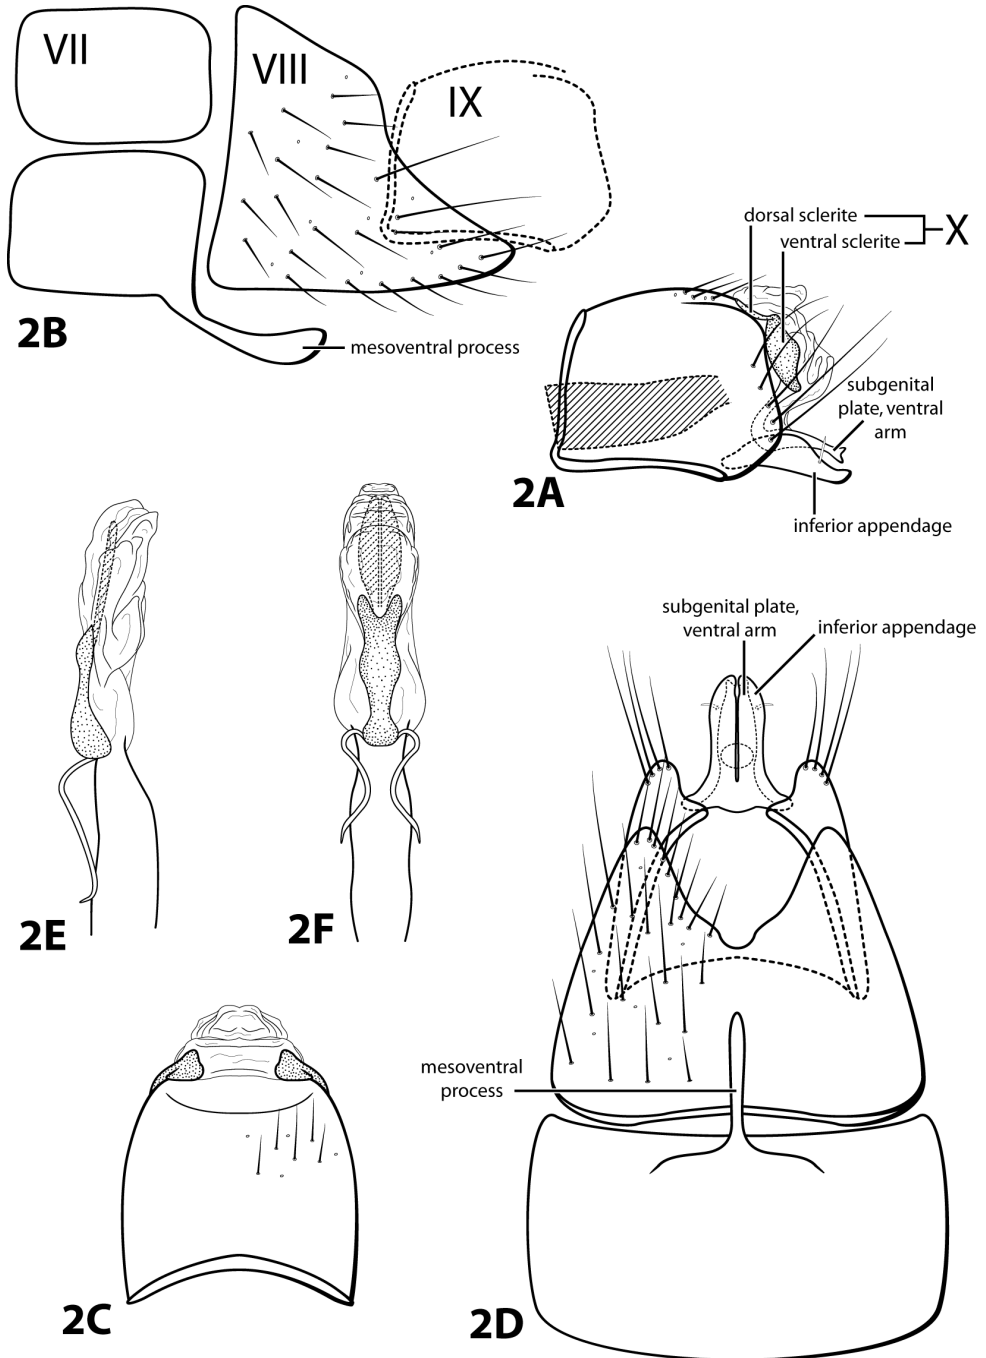 VII
VIII
IX
2B
mesoventral process
dorsal sclerite
ventral sclerite
X
subgenital
plate, ventral
arm
2A
inferior appendage
2E
2F
subgenital plate,
ventral arm
inferior appendage
mesoventral
process
2C
2D